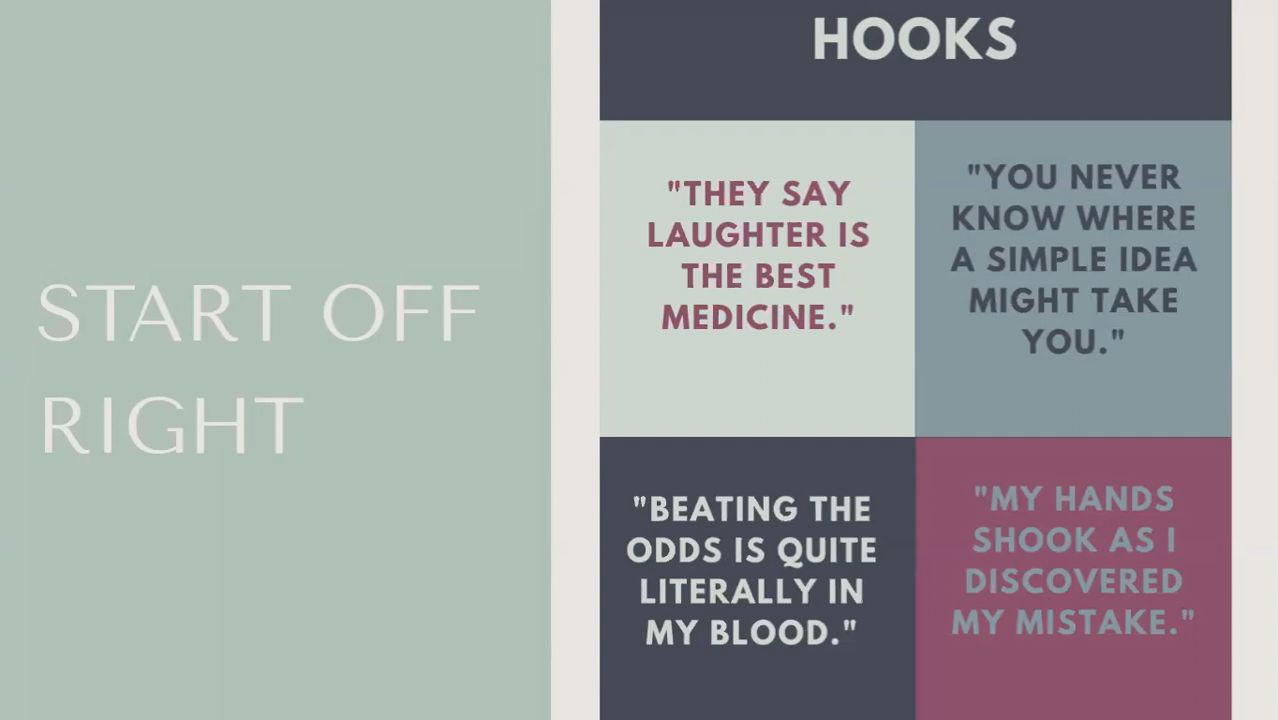 START OFF
RIGHT
HOOKS
"THEY SAY
LAUGHTER IS
THE BEST
MEDICINE."
"YOU NEVER
KNOW WHERE
A SIMPLE IDEA
MIGHT TAKE
YOU."
"BEATING THE
ODDS IS QUITE
LITERALLY IN
MY BLOOD."
"MY HANDS
SHOOK AS I
DISCOVERED
MY MISTAKE."